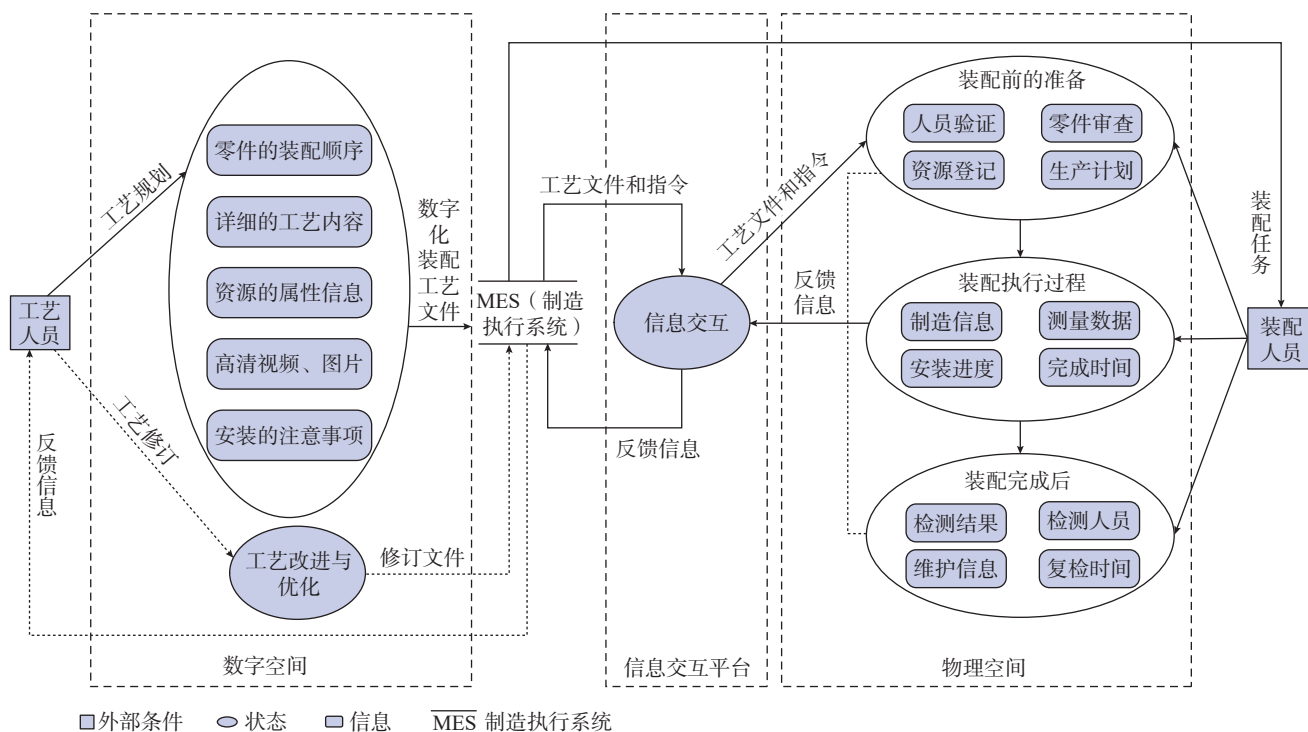 工艺
人员
工艺规划
工艺修订
反馈信息
零件的装配顺序
详细的工艺内容
资源的属性信息
高清视频、图片
安装的注意事项
工艺改进与
优化
修订文件
数字空间
数字
化
装配
工艺
文件
MES（制造
执行系统）
工艺文件和指令
信息交互
反馈信息
信息交互平台
工艺文件和指令
反馈
信息
装配前的准备
人员验证
零件审查
资源登记
生产计划
装配执行过程
制造信息
测量数据
安装进度
完成时间
装配完成后
检测结果
检测人员
维护信息
复检时间
物理空间
装配任务
装配
人员
外部条件 状态 信息 MES 制造执行系统